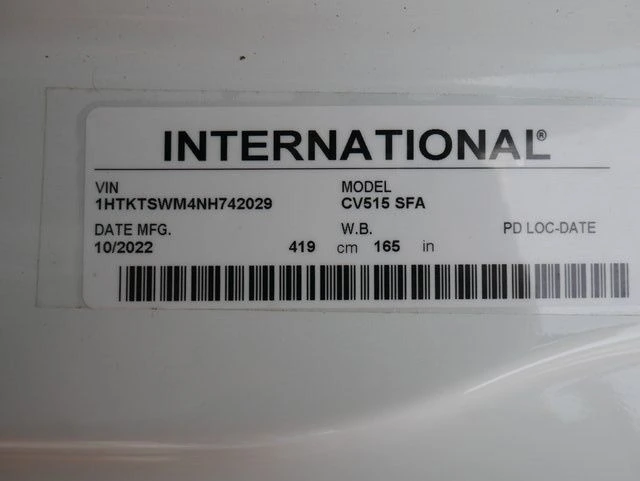 INTERNATIONAL®
VIN MODEL
1HTKTSWM4NH742029 CV515 SFA
DATE MFG. W.B. PD LOC-DATE
10/2022 419 cm 165 in